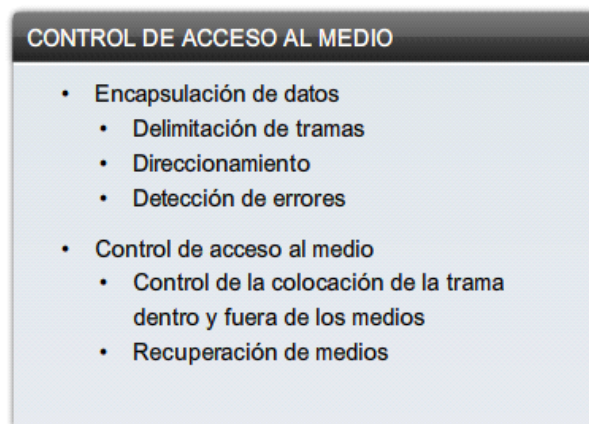 CONTROL DE ACCESO AL MEDIO
• Encapsulación de datos
• Delimitación de tramas
• Direccionamiento
• Detección de errores
• Control de acceso al medio
• Control de la colocación de la trama
dentro y fuera de los medios
• Recuperación de medios